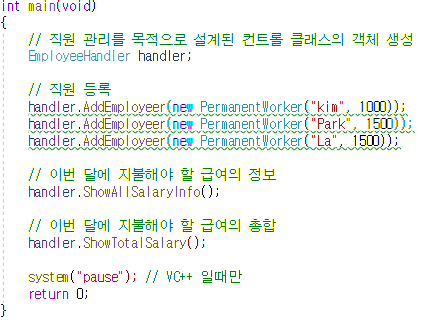 int main(void)
{
// 직원 관리를 목적으로 설계된 컨트롤 클래스의 객체 생성
EmployeeHandler handler;
// 직원 등록
handler.AddEmployeer(new PermanentWorker("kim", 1000));
handler.AddEmployeer(new PermanentWorker("Park", 1500));
handler.AddEmployeer(new PermanentWorker("La", 1500));
// 이번 달에 지불해야 할 급여의 정보
handler.ShowAllSalaryInfo();
// 이번 달에 지불해야 할 급여의 총합
handler.ShowTotalSalary();
system("pause"); // VC++ 일때만
return 0;
}